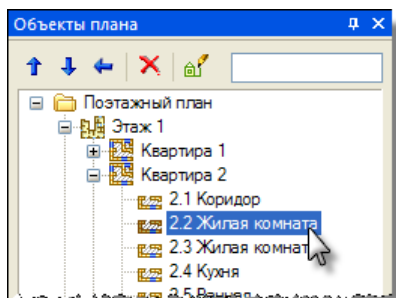 Объекты плана
Поэтажный план
Этаж 1
Квартира 1
Квартира 2
2.1 Коридор
2.2 Жилая комната
2.3 Жилая комнат
2.4 Кухня